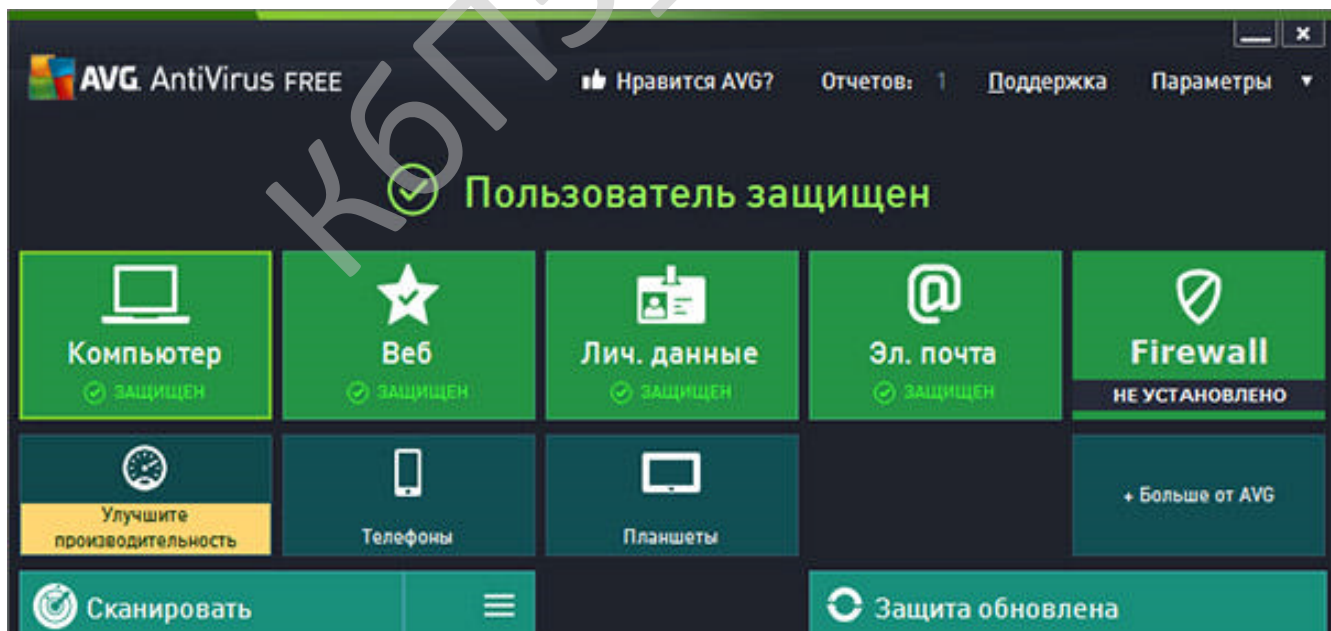 AVG AntiVirus FREE
Нравится AVG? Отчетов: 1 Поддержка Параметры
Пользователь защищен
Компьютер
ЗАЩИЩЕН
Веб
ЗАЩИЩЕН
Лич. данные
ЗАЩИЩЕН
Эл. почта
ЗАЩИЩЕН
Firewall
НЕ УСТАНОВЛЕНО
Улучшите
производительность
Телефоны
Планшеты
+ Больше от AVG
Сканировать
Защита обновлена